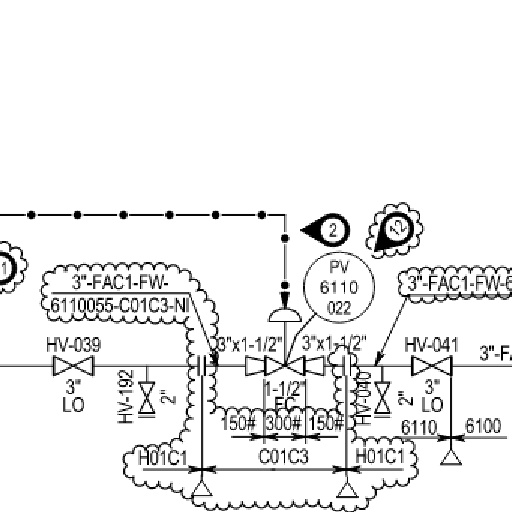 2
12
1
PV
6110
022
3"-FAC1-FW-
6110055-C01C3-NI
3"-FAC1-FW-6
HV-039
3"x1-1/2"
3"x1-1/2"
HV-041
3"-FA
3"
LO
HV-192
2"
1-1/2"
FC
HV-040
2"
3"
LO
150#
300#
150#
6110
6100
H01C1
C01C3
H01C1